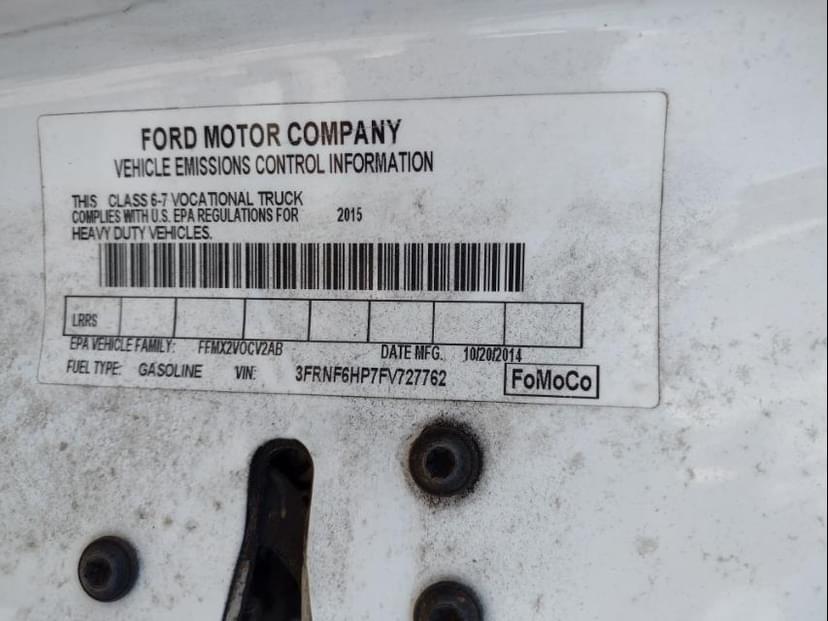 FORD MOTOR COMPANY
VEHICLE EMISSIONS CONTROL INFORMATION
THIS CLASS 6-7 VOCATIONAL TRUCK
COMPLIES WITH U.S. EPA REGULATIONS FOR 2015
HEAVY DUTY VEHICLES.
LRRS
EPA VEHICLE FAMILY: FFMX2VOCV2AB DATE MFG. 10/20/2014
FUEL TYPE: GASOLINE VIN: 3FRNF6HP7FV727762 FoMoCo